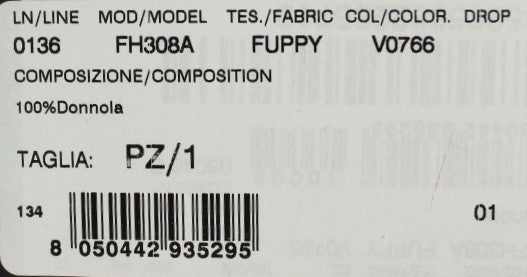 LN/LINE MOD/MODEL TES./FABRIC COL/COLOR. DROP
0136 FH308A FUPPY V0766
COMPOSIZIONE/COMPOSITION
100%Donnola
TAGLIA: PZ/1
134 01
8 050442 935295